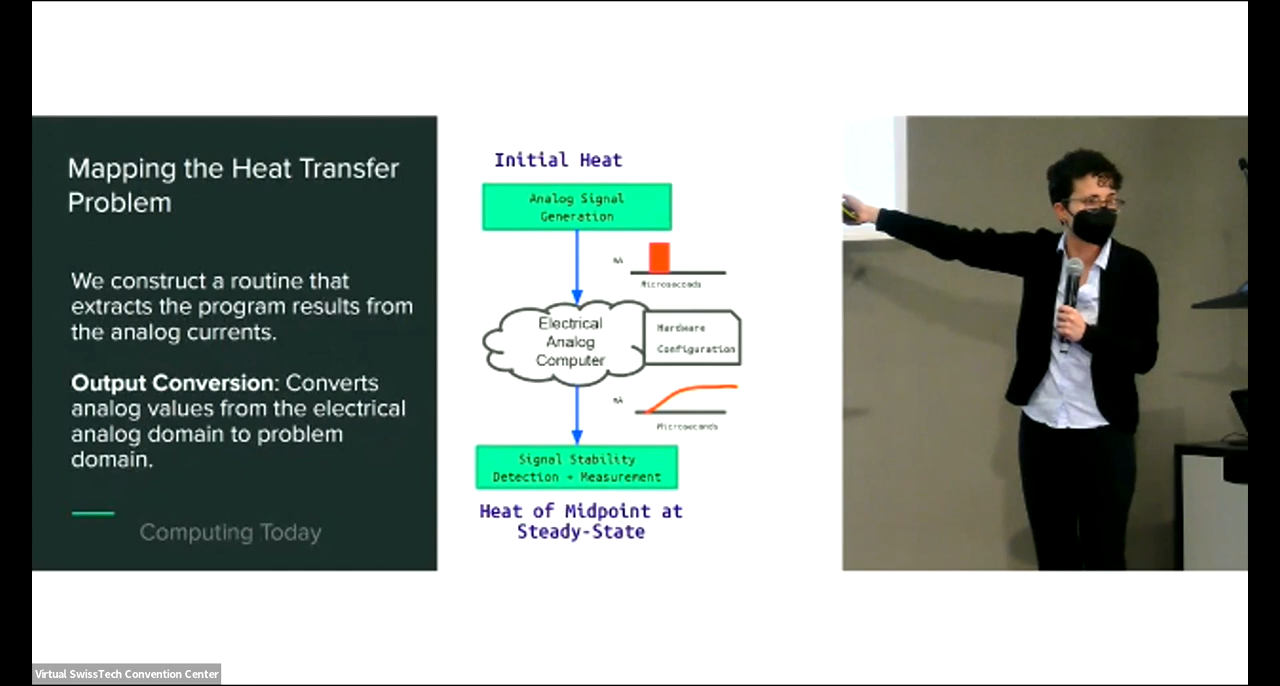 Mapping the Heat Transfer
Problem
We construct a routine that
extracts the program results from
the analog currents.
Output Conversion: Converts
analog values from the electrical
analog domain to problem
domain.
Computing Today
Initial Heat
Analog Signal
Generation
Microseconds
Electrical
Analog
Computer
Hardware
Configuration
Microseconds
Signal Stability
Detection + Measurement
Heat of Midpoint at
Steady-State
Virtual SwissTech Convention Center